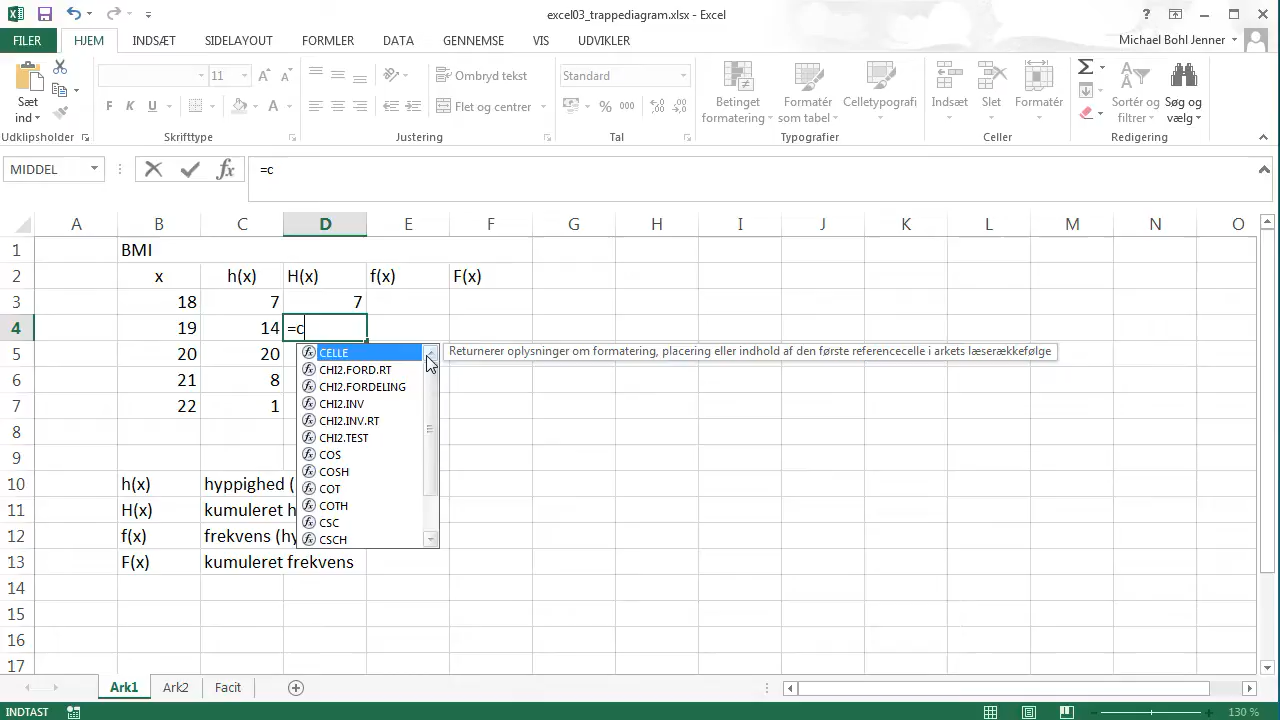 excel03_trappediagram.xlsx - Excel
FILER HJEM INDSÆT SIDELAYOUT FORMLER DATA GENNEMSE VIS UDVIKLER Michael Bohl Jenner
Sæt ind
11
F K U
A
Ombryd tekst
Flet og centrer
Standard
% 000
Betinget formatering
Formatér som tabel
Celletypografi
Indsæt
Slet
Formatér
Sortér og filtrer
Søg og vælg
Udklipsholder Skrifttype Justering Tal Typografier Celler Redigering
MIDDEL fx =c
A B C D E F G H I J K L M N O
1 BMI
2 x h(x) H(x) f(x) F(x)
3 18 7 7
4 19 14 =c
5 20 20
6 21 8
7 22 1
8
9
10 h(x) hyppighed (
11 H(x) kumuleret h
12 f(x) frekvens (hy
13 F(x) kumuleret frekvens
14
15
16
17
CELLE
CHI2.FORD.RT
CHI2.FORDELING
CHI2.INV
CHI2.INV.RT
CHI2.TEST
COS
COSH
COT
COTH
CSC
CSCH
Returnerer oplysninger om formatering, placering eller indhold af den første referencecelle i arkets læserækkefølge
Ark1 Ark2 Facit
INDTAST 130 %